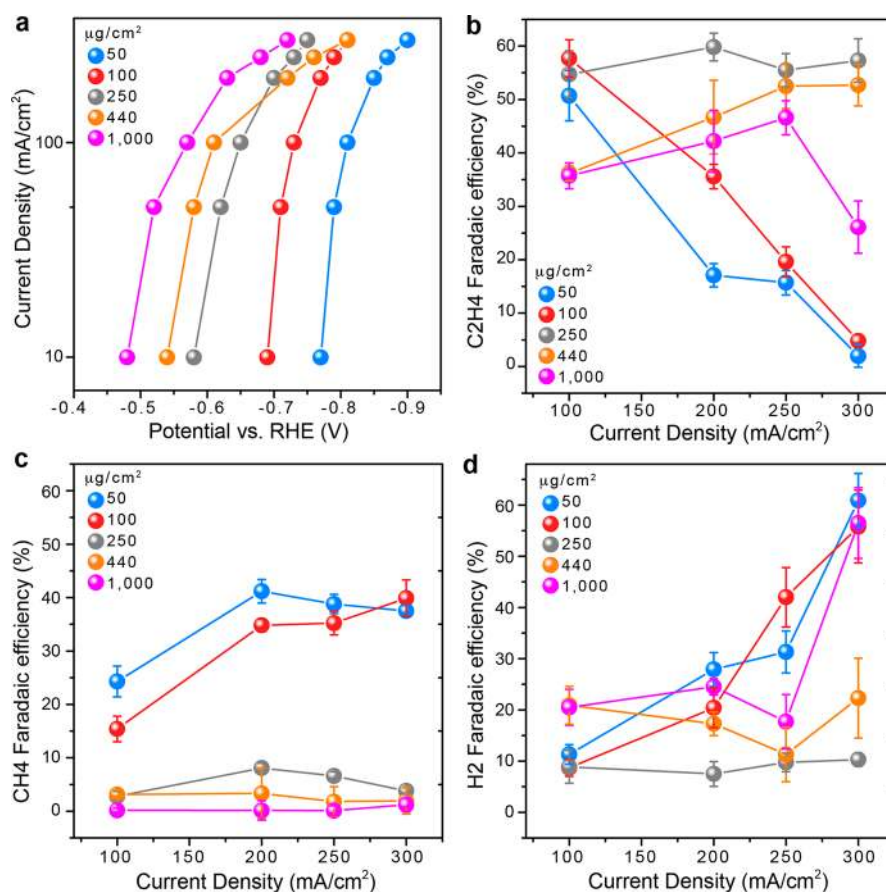 a
μg/cm²
50
100
250
440
1,000
Current Density (mA/cm²)
100
10
-0.4 -0.5 -0.6 -0.7 -0.8 -0.9
Potential vs. RHE (V)
b
C2H4 Faradaic efficiency (%)
60
50
40
30
20
10
0
μg/cm²
50
100
250
440
1,000
100 150 200 250 300
Current Density (mA/cm²)
c
μg/cm²
50
100
250
440
1,000
CH4 Faradaic efficiency (%)
60
50
40
30
20
10
0
100 150 200 250 300
Current Density (mA/cm²)
d
μg/cm²
50
100
250
440
1,000
H2 Faradaic efficiency (%)
60
50
40
30
20
10
0
100 150 200 250 300
Current Density (mA/cm²)